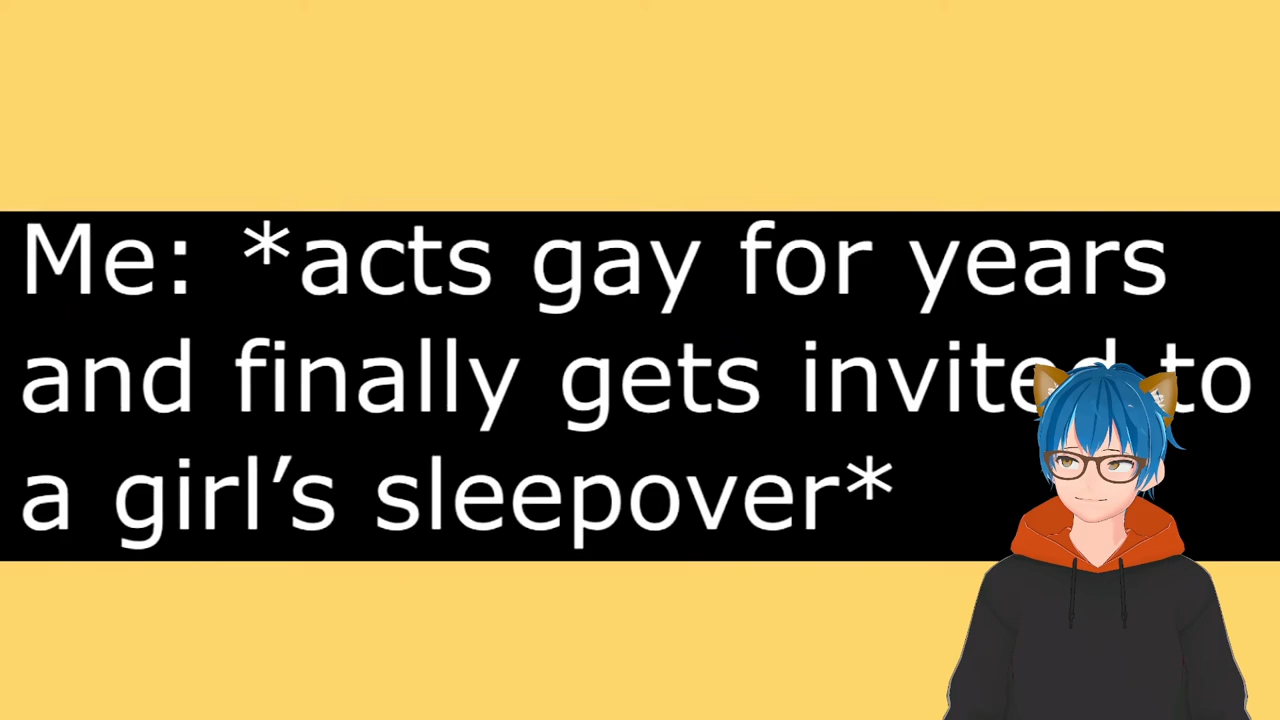 Me: *acts gay for years
and finally gets invited to
a girl’s sleepover*